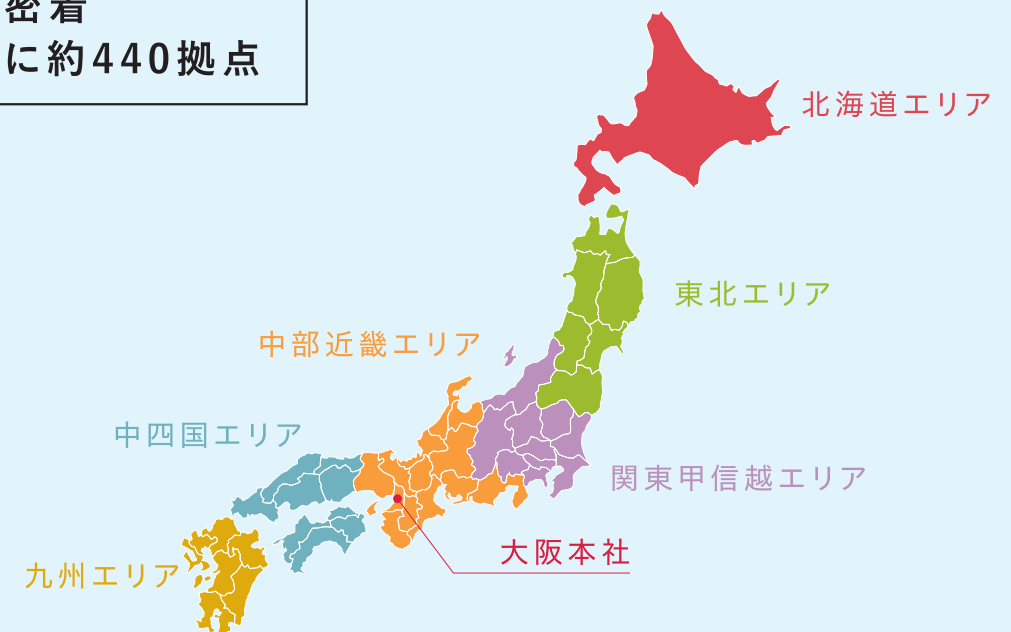 密着
に約440拠点
北海道エリア
東北エリア
中部近畿エリア
中四国エリア
関東甲信越エリア
大阪本社
九州エリア